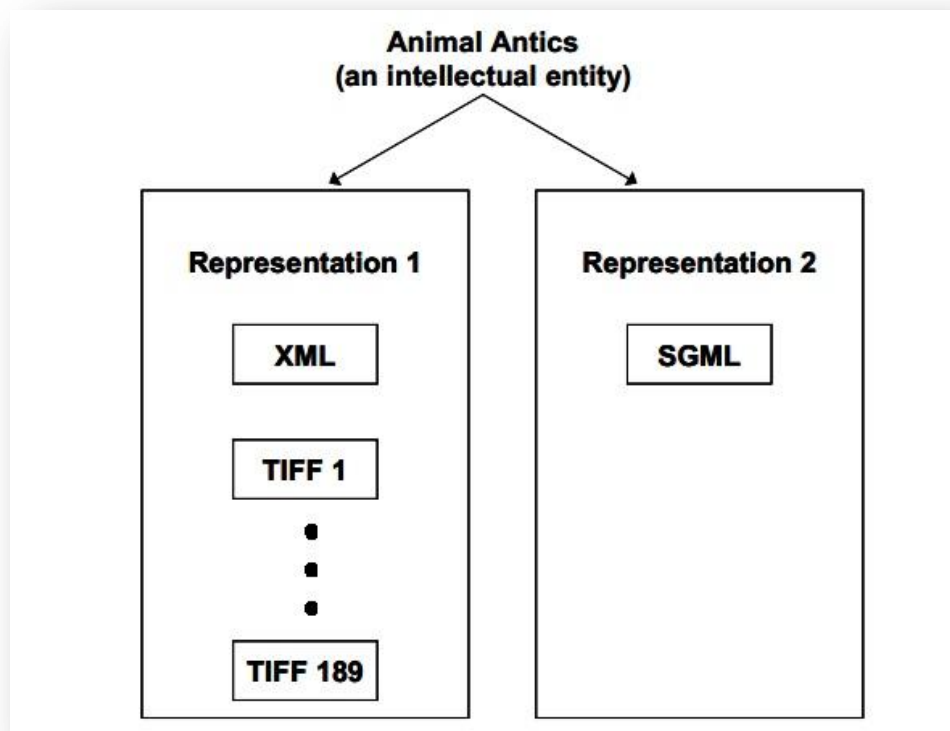 Animal Antics
(an intellectual entity)
Representation 1
XML
TIFF 1
TIFF 189
Representation 2
SGML